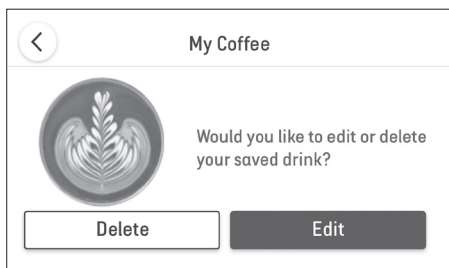 My Coffee
Would you like to edit or delete
your saved drink?
Delete
Edit